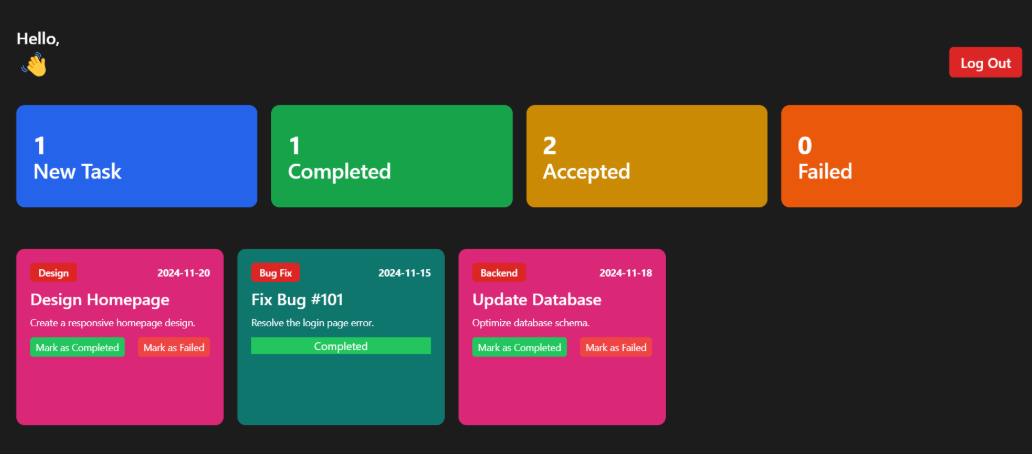 Hello,
👋
Log Out
1
New Task
1
Completed
2
Accepted
0
Failed
Design 2024-11-20
Design Homepage
Create a responsive homepage design.
Mark as Completed Mark as Failed
Bug Fix 2024-11-15
Fix Bug #101
Resolve the login page error.
Completed
Backend 2024-11-18
Update Database
Optimize database schema.
Mark as Completed Mark as Failed